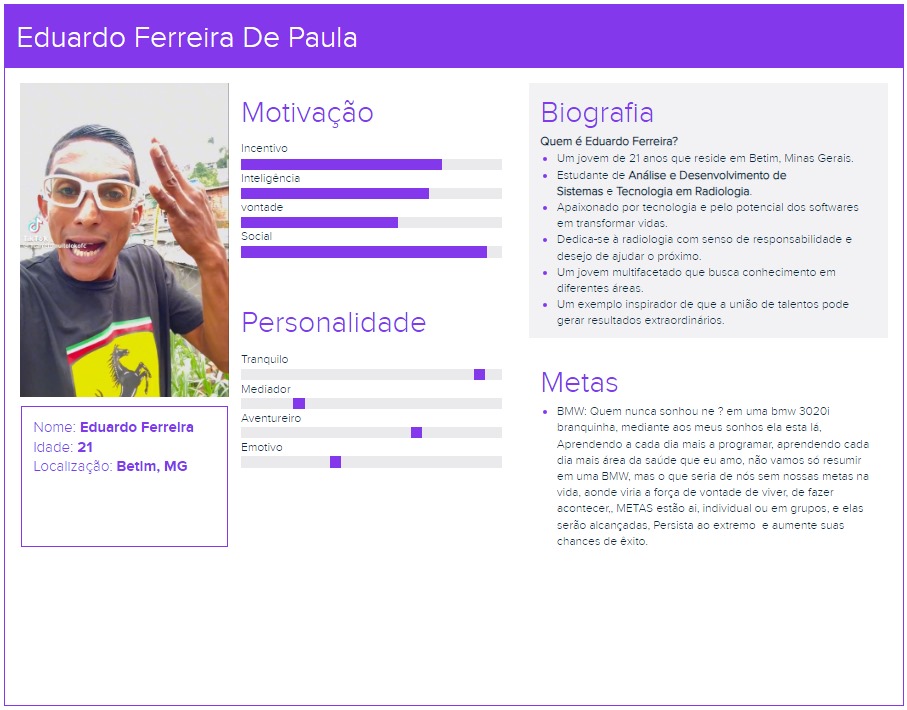 Eduardo Ferreira De Paula
Nome: Eduardo Ferreira
Idade: 21
Localização: Betim, MG
Motivação
Incentivo
Inteligência
vontade
Social
Personalidade
Tranquilo
Mediador
Aventureiro
Emotivo
Biografia
Quem é Eduardo Ferreira?
Um jovem de 21 anos que reside em Betim, Minas Gerais.
Estudante de Análise e Desenvolvimento de
Sistemas e Tecnologia em Radiologia.
Apaixonado por tecnologia e pelo potencial dos softwares
em transformar vidas.
Dedica-se à radiologia com senso de responsabilidade e
desejo de ajudar o próximo.
Um jovem multifacetado que busca conhecimento em
diferentes áreas.
Um exemplo inspirador de que a união de talentos pode
gerar resultados extraordinários.
Metas
BMW: Quem nunca sonhou ne ? em uma bmw 3020i
branquinha, mediante aos meus sonhos ela esta lá,
Aprendendo a cada dia mais a programar, aprendendo cada
dia mais área da saúde que eu amo, não vamos só resumir
em uma BMW, mas o que seria de nós sem nossas metas na
vida, aonde viria a força de vontade de viver, de fazer
acontecer,, METAS estão ai, individual ou em grupos, e elas
serão alcançadas, Persista ao extremo e aumente suas
chances de êxito.